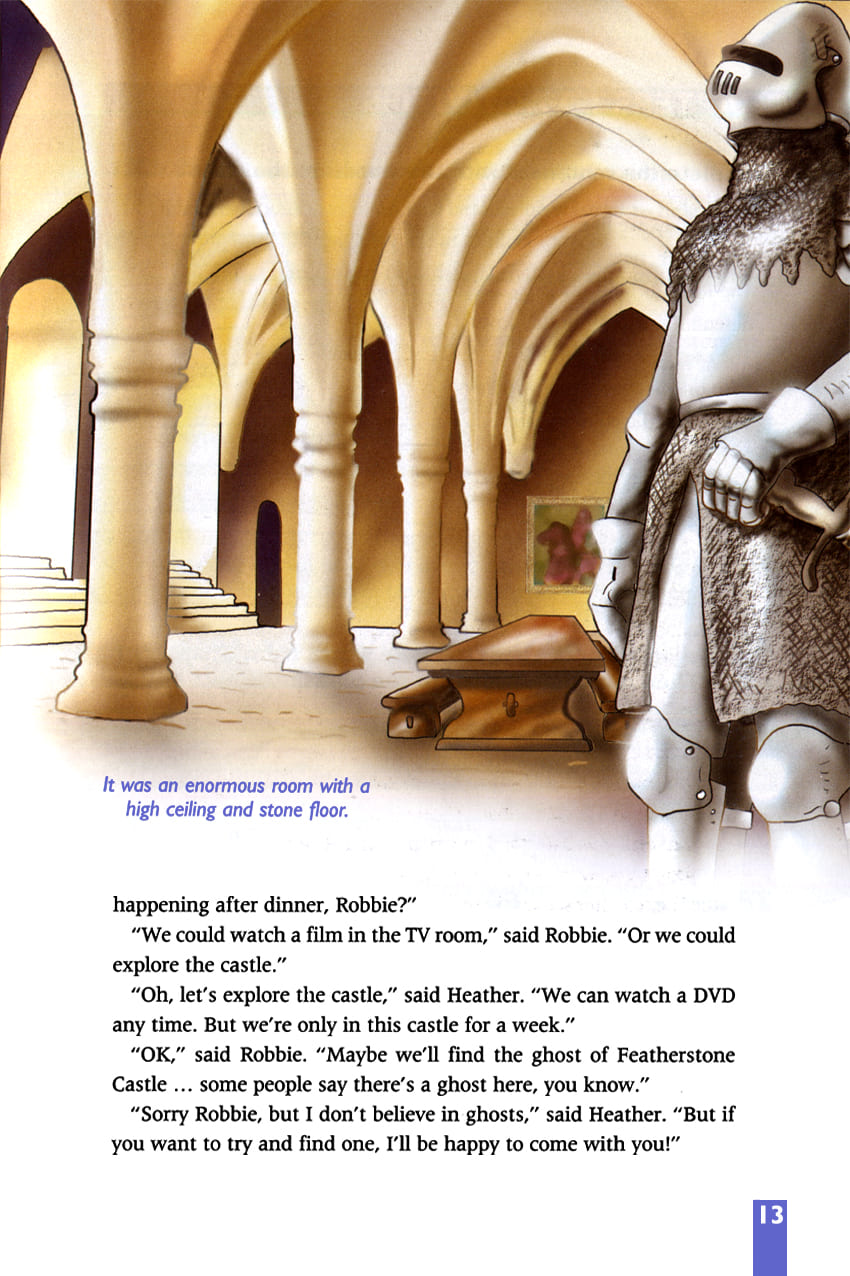 It was an enormous room with a
high ceiling and stone floor.
happening after dinner, Robbie?”
“We could watch a film in the TV room,” said Robbie. “Or we could
explore the castle.”
“Oh, let’s explore the castle,” said Heather. “We can watch a DVD
any time. But we’re only in this castle for a week.”
“OK,” said Robbie. “Maybe we’ll find the ghost of Featherstone
Castle ... some people say there’s a ghost here, you know.”
“Sorry Robbie, but I don’t believe in ghosts,” said Heather. “But if
you want to try and find one, I’ll be happy to come with you!”
13